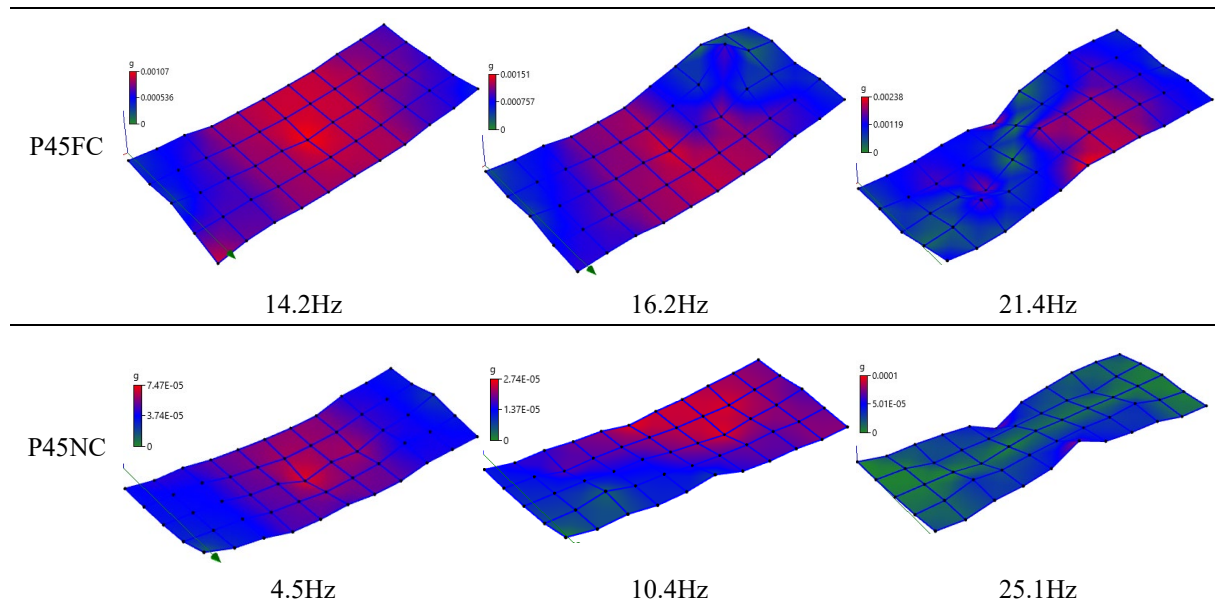 g
0.00107
0.000536
0
g
0.00151
0.000757
0
g
0.00238
0.00119
0
P45FC
14.2Hz
16.2Hz
21.4Hz
g
7.47E-05
3.74E-05
0
g
2.74E-05
1.37E-05
0
g
0.0001
5.01E-05
0
P45NC
4.5Hz
10.4Hz
25.1Hz